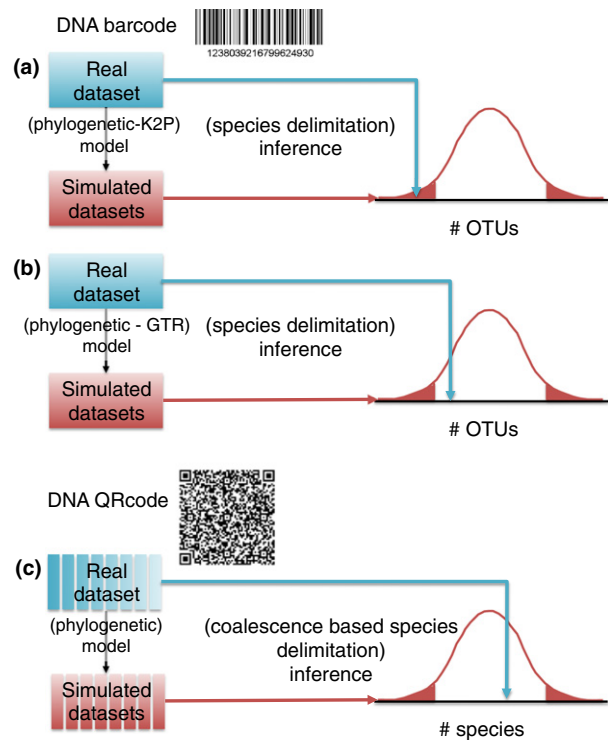 DNA barcode
1238039216799624930
(a)
Real
dataset
(phylogenetic-K2P)
model
(species delimitation)
inference
Simulated
datasets
# OTUs
(b)
Real
dataset
(phylogenetic - GTR)
model
(species delimitation)
inference
Simulated
datasets
# OTUs
DNA QRcode
(c)
Real
dataset
(phylogenetic)
model
(coalescence based species
delimitation)
inference
Simulated
datasets
# species